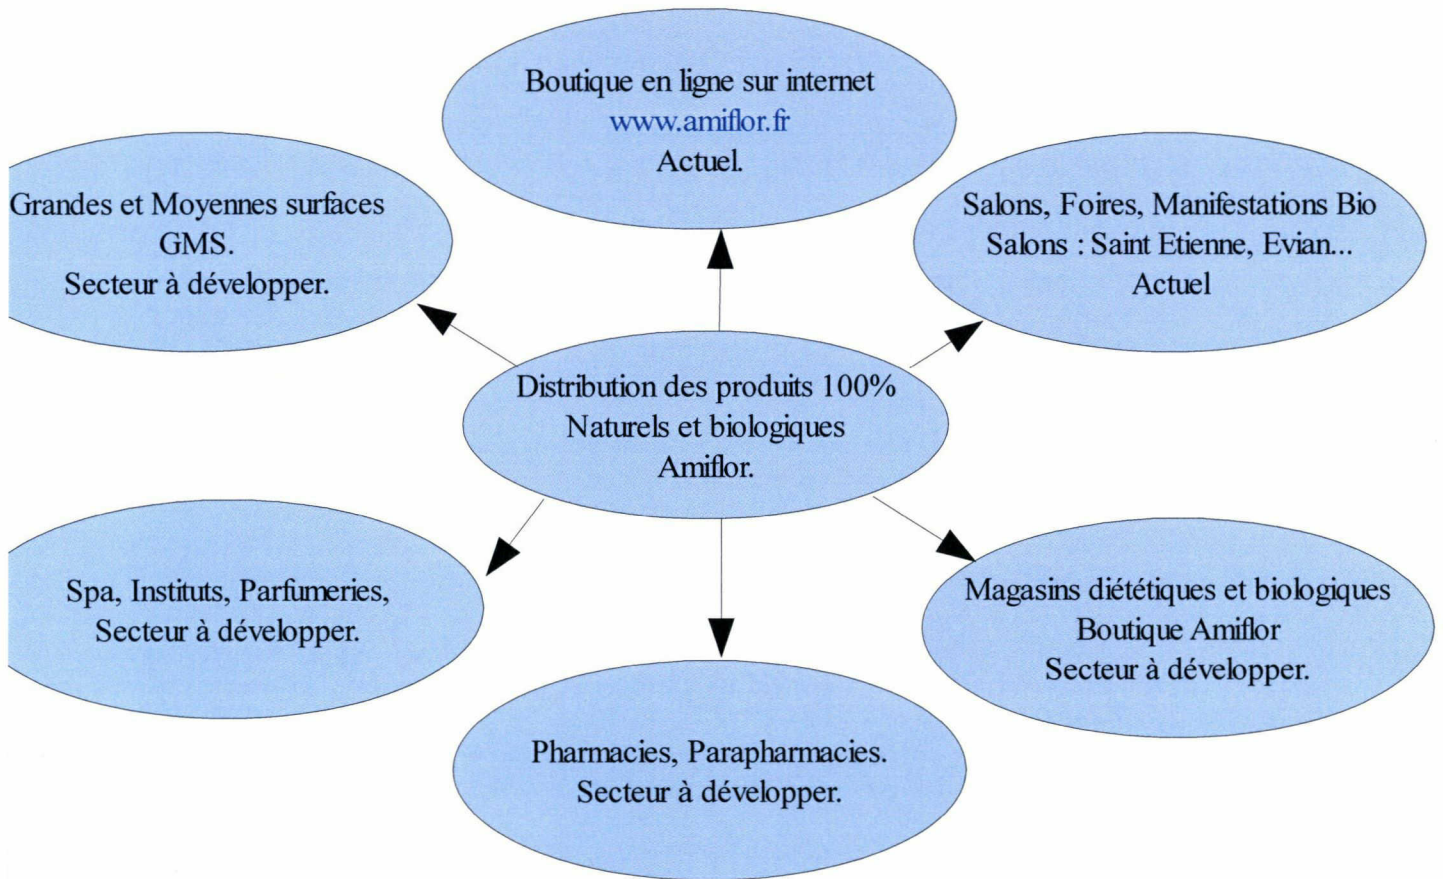 Boutique en ligne sur internet
www.amiflor.fr
Actuel.
Grandes et Moyennes surfaces
GMS.
Secteur à développer.
Salons, Foires, Manifestations Bio
Salons : Saint Etienne, Evian...
Actuel
Distribution des produits 100%
Naturels et biologiques
Amiflor.
Spa, Instituts, Parfumeries,
Secteur à développer.
Magasins diététiques et biologiques
Boutique Amiflor
Secteur à développer.
Pharmacies, Parapharmacies.
Secteur à développer.